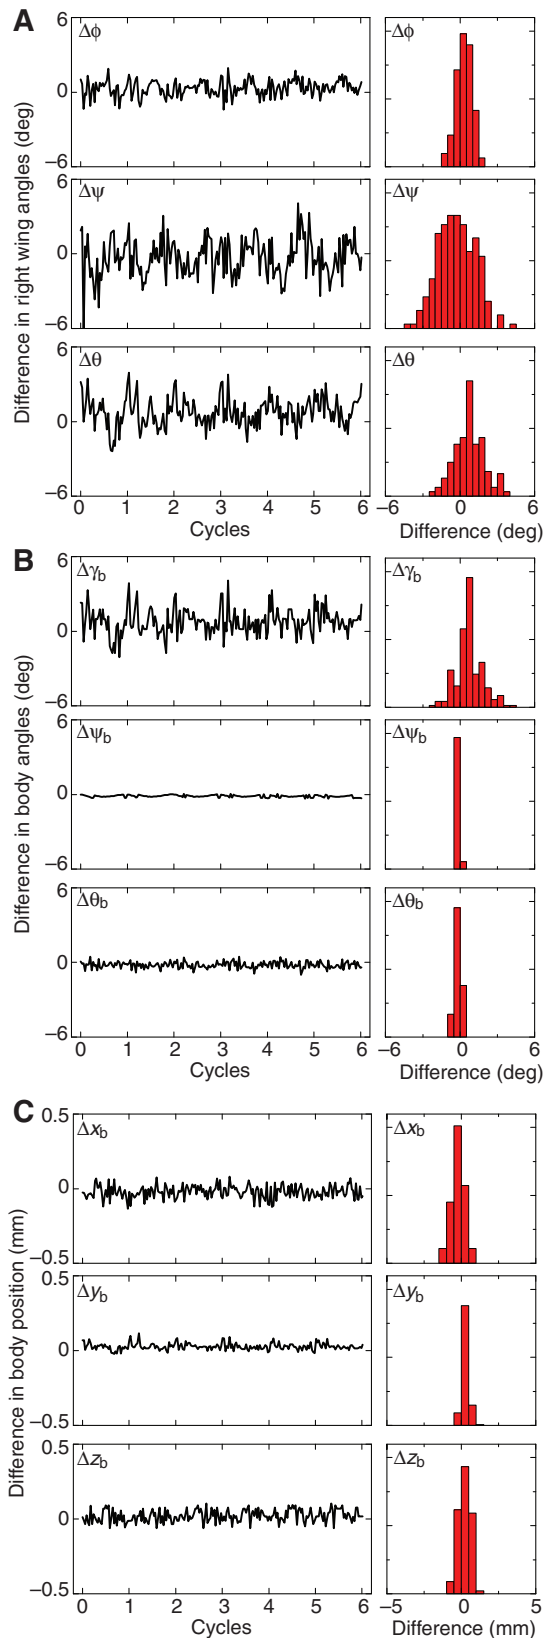 A
Difference in right wing angles (deg)
6
Δϕ
0
−6
Δϕ
6
Δψ
0
−6
Δψ
6
Δθ
0
−6
Δθ
0 1 2 3 4 5 6
Cycles
−6 0 6
Difference (deg)
B
Difference in body angles (deg)
6
Δγb
0
−6
Δγb
6
Δψb
0
−6
Δψb
6
Δθb
0
−6
Δθb
0 1 2 3 4 5 6
Cycles
−6 0 6
Difference (deg)
C
Difference in body position (mm)
0.5
Δxb
0
−0.5
Δxb
0.5
Δyb
0
−0.5
Δyb
0.5
Δzb
0
−0.5
Δzb
0 1 2 3 4 5 6
Cycles
−5 0 5
Difference (mm)